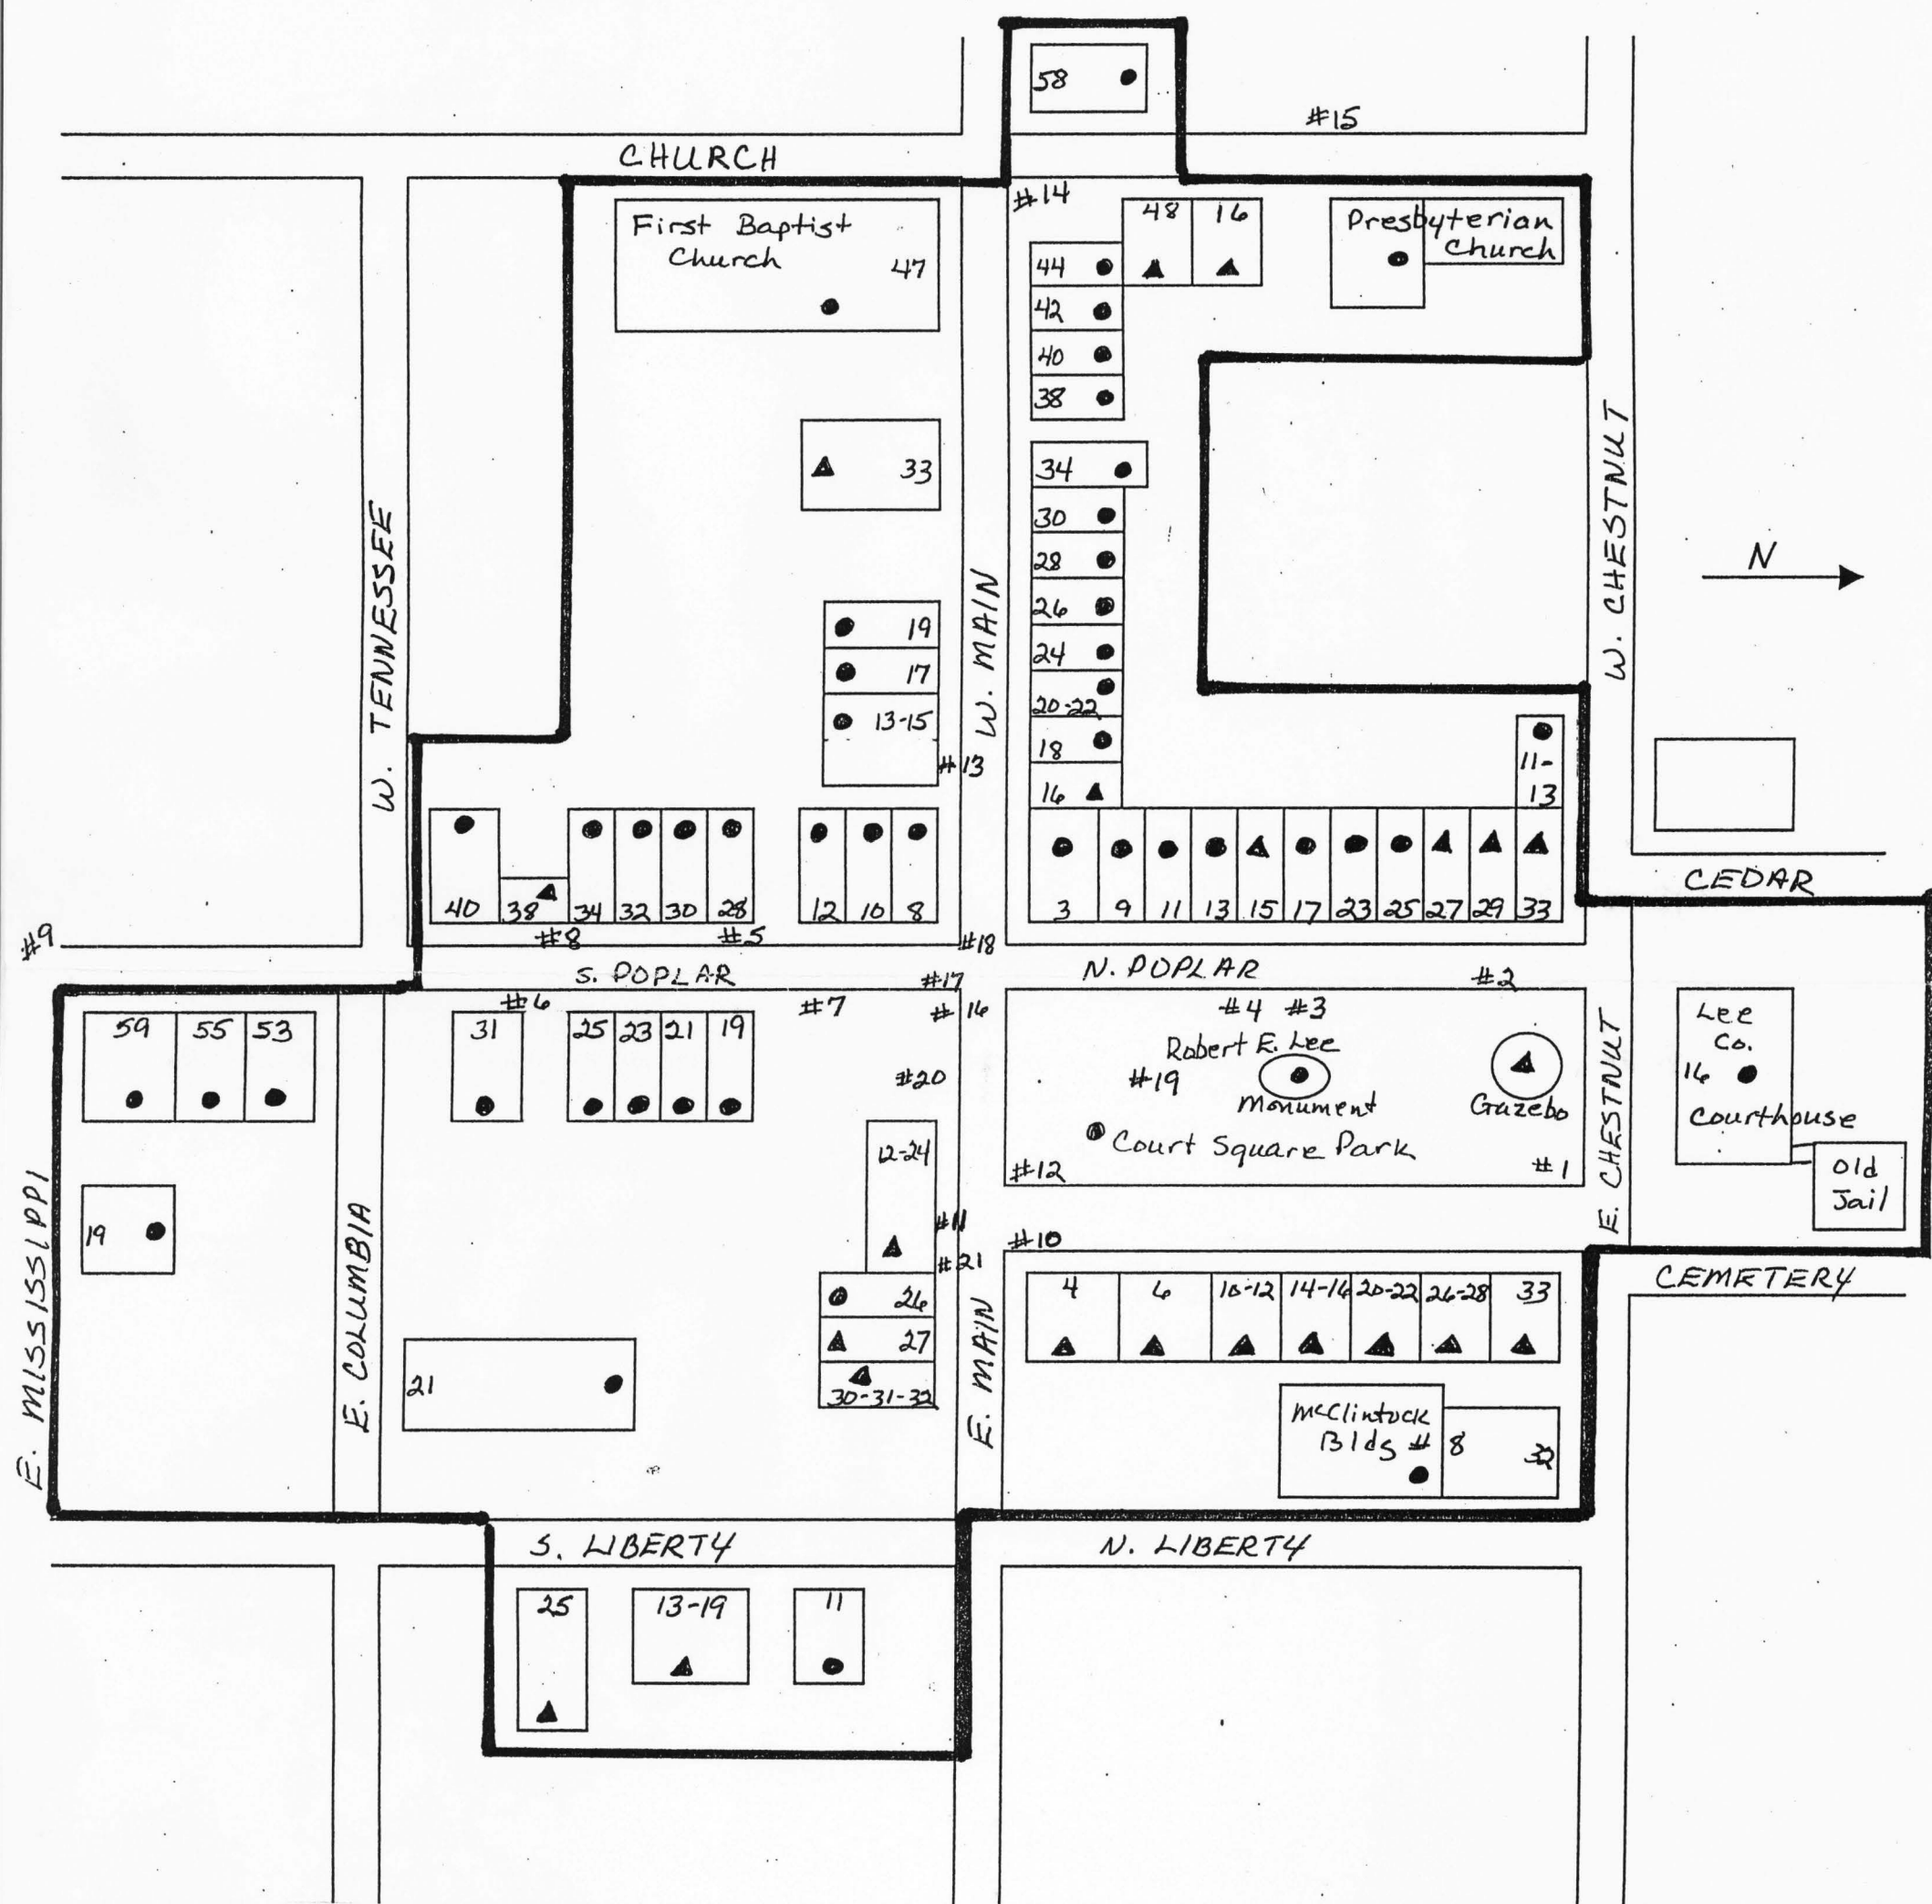 58
#15
CHURCH
#14
48
16
First Baptist
Church
47
Presbyterian
Church
44
42
40
38
33
34
30
28
26
24
20-22
18
16
W. TENNESSEE
W. MAIN
W. CHESTNUT
N
19
17
13-15
#13
11-
13
40
38
34
32
30
28
12
10
8
3
9
11
13
15
17
23
25
27
29
33
CEDAR
#9
#8
#5
#18
S. POPLAR
#17
N. POPLAR
#2
#6
#7
#16
#4
#3
59
55
53
31
25
23
21
19
#20
Robert E. Lee
Monument
#19
Gazebo
Court Square Park
#12
#1
Lee
Co.
16
Courthouse
Old
Jail
E. CHESTNUT
12-24
#11
#21
#10
CEMETERY
19
E. MISSISSIPPI
E. COLUMBIA
E. MAIN
26
27
30-31-32
21
4
6
10-12
14-16
20-22
26-28
33
McClintock
Blds # 8
32
S. LIBERTY
N. LIBERTY
25
13-19
11